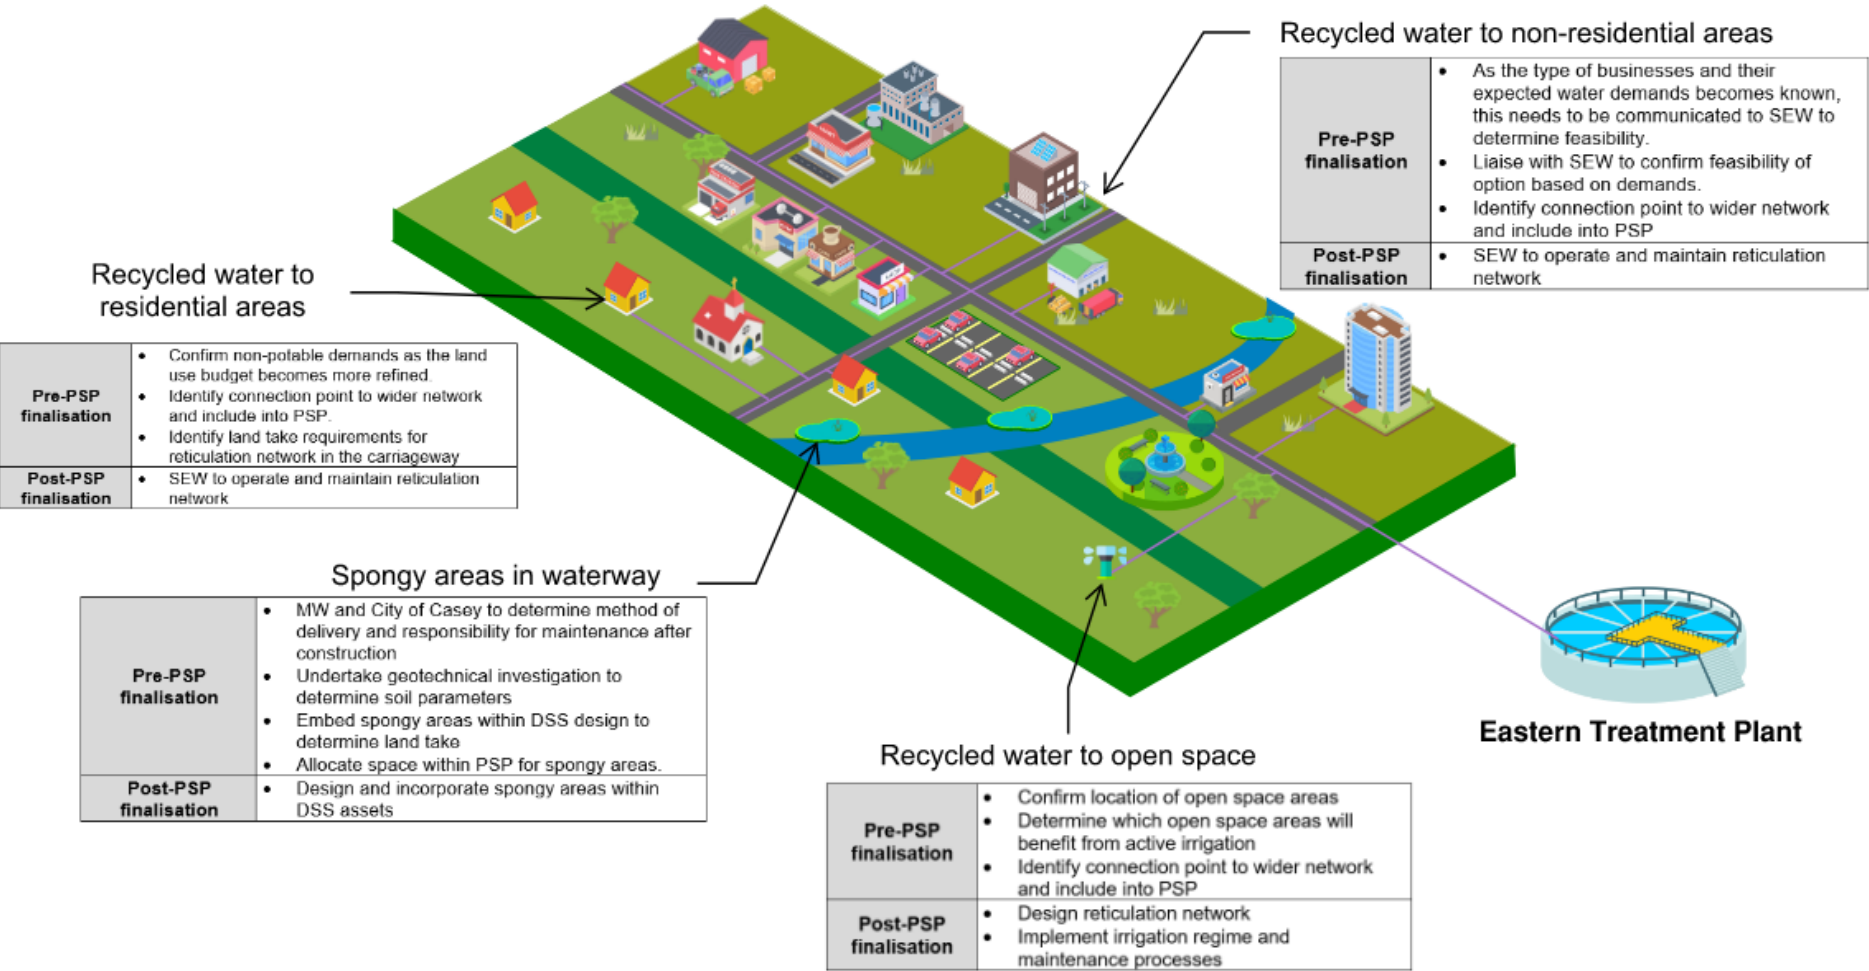 Recycled water to non-residential areas
Pre-PSP
finalisation
• As the type of businesses and their
expected water demands becomes known,
this needs to be communicated to SEW to
determine feasibility.
• Liaise with SEW to confirm feasibility of
option based on demands.
• Identify connection point to wider network
and include into PSP
Post-PSP
finalisation
• SEW to operate and maintain reticulation
network
Recycled water to
residential areas
Pre-PSP
finalisation
• Confirm non-potable demands as the land
use budget becomes more refined.
• Identify connection point to wider network
and include into PSP.
• Identify land take requirements for
reticulation network in the carriageway
Post-PSP
finalisation
• SEW to operate and maintain reticulation
network
Spongy areas in waterway
Pre-PSP
finalisation
• MW and City of Casey to determine method of
delivery and responsibility for maintenance after
construction
• Undertake geotechnical investigation to
determine soil parameters
• Embed spongy areas within DSS design to
determine land take
• Allocate space within PSP for spongy areas.
Post-PSP
finalisation
• Design and incorporate spongy areas within
DSS assets
Eastern Treatment Plant
Recycled water to open space
Pre-PSP
finalisation
• Confirm location of open space areas
• Determine which open space areas will
benefit from active irrigation
• Identify connection point to wider network
and include into PSP
Post-PSP
finalisation
• Design reticulation network
• Implement irrigation regime and
maintenance processes